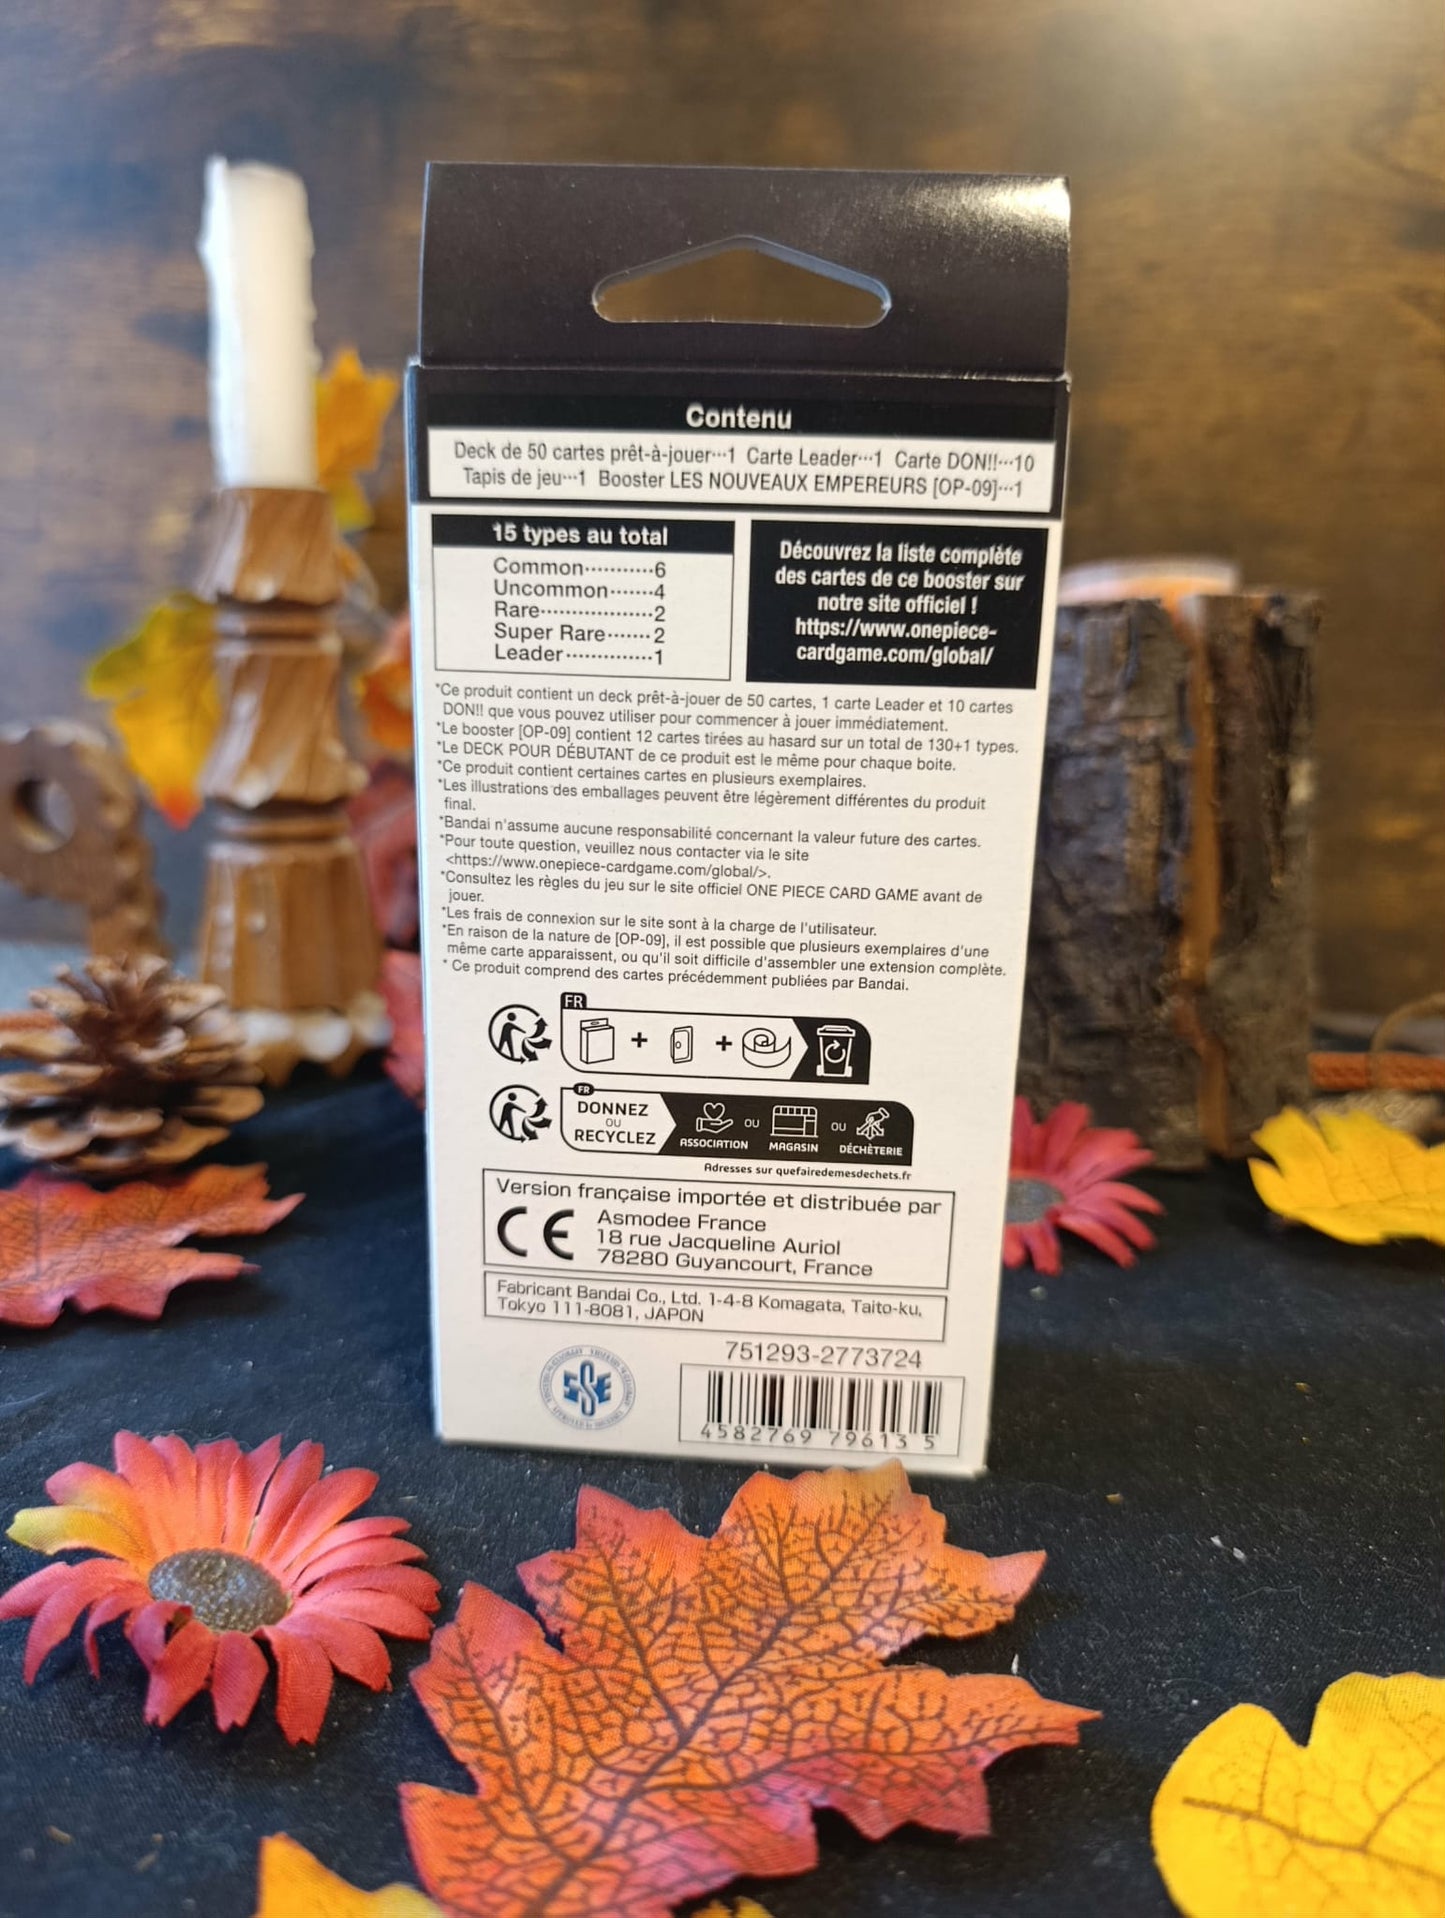 Contenu
Deck de 50 cartes prêt-à-jouer···1 Carte Leader···1 Carte DON!!···10
Tapis de jeu···1 Booster LES NOUVEAUX EMPEREURS [OP-09]···1
15 types au total
Common···········6
Uncommon·······4
Rare··················2
Super Rare·······2
Leader··············1
Découvrez la liste complète
des cartes de ce booster sur
notre site officiel !
https://www.onepiece-
cardgame.com/global/
*Ce produit contient un deck prêt-à-jouer de 50 cartes, 1 carte Leader et 10 cartes
DON!! que vous pouvez utiliser pour commencer à jouer immédiatement.
*Le booster [OP-09] contient 12 cartes tirées au hasard sur un total de 130+1 types.
*Le DECK POUR DÉBUTANT de ce produit est le même pour chaque boite.
*Ce produit contient certaines cartes en plusieurs exemplaires.
*Les illustrations des emballages peuvent être légèrement différentes du produit
final.
*Bandai n'assume aucune responsabilité concernant la valeur future des cartes.
*Pour toute question, veuillez nous contacter via le site
<https://www.onepiece-cardgame.com/global/>.
*Consultez les règles du jeu sur le site officiel ONE PIECE CARD GAME avant de
jouer.
*Les frais de connexion sur le site sont à la charge de l'utilisateur.
*En raison de la nature de [OP-09], il est possible que plusieurs exemplaires d'une
même carte apparaissent, ou qu'il soit difficile d'assembler une extension complète.
* Ce produit comprend des cartes précédemment publiées par Bandai.
FR
+ +
FR
DONNEZ
OU
RECYCLEZ
ASSOCIATION OU MAGASIN OU DÉCHÈTERIE
Adresses sur quefairedemesdechets.fr
Version française importée et distribuée par
CE
Asmodee France
18 rue Jacqueline Auriol
78280 Guyancourt, France
Fabricant Bandai Co., Ltd. 1-4-8 Komagata, Taito-ku,
Tokyo 111-8081, JAPON
751293-2773724
4582769 79613 5